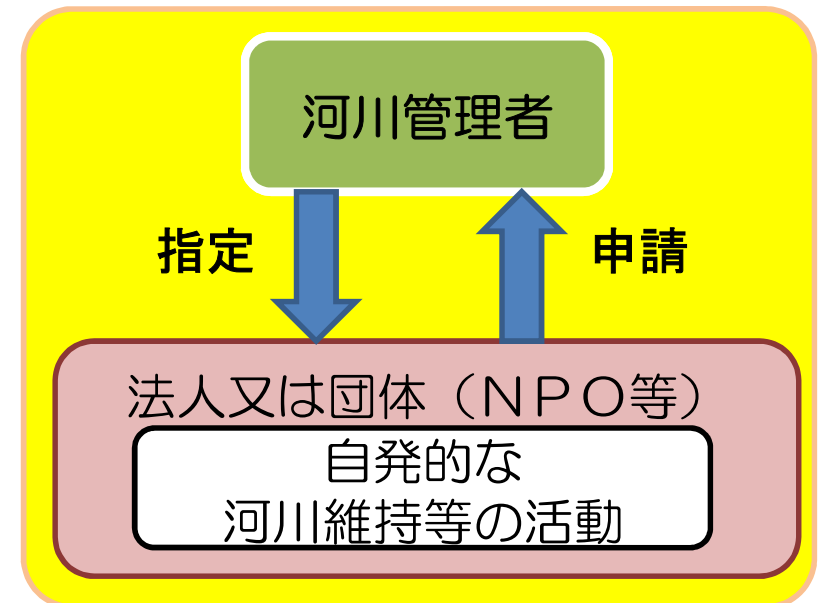 河川管理者
指定
申請
法人又は団体（ＮＰＯ等）
自発的な
河川維持等の活動